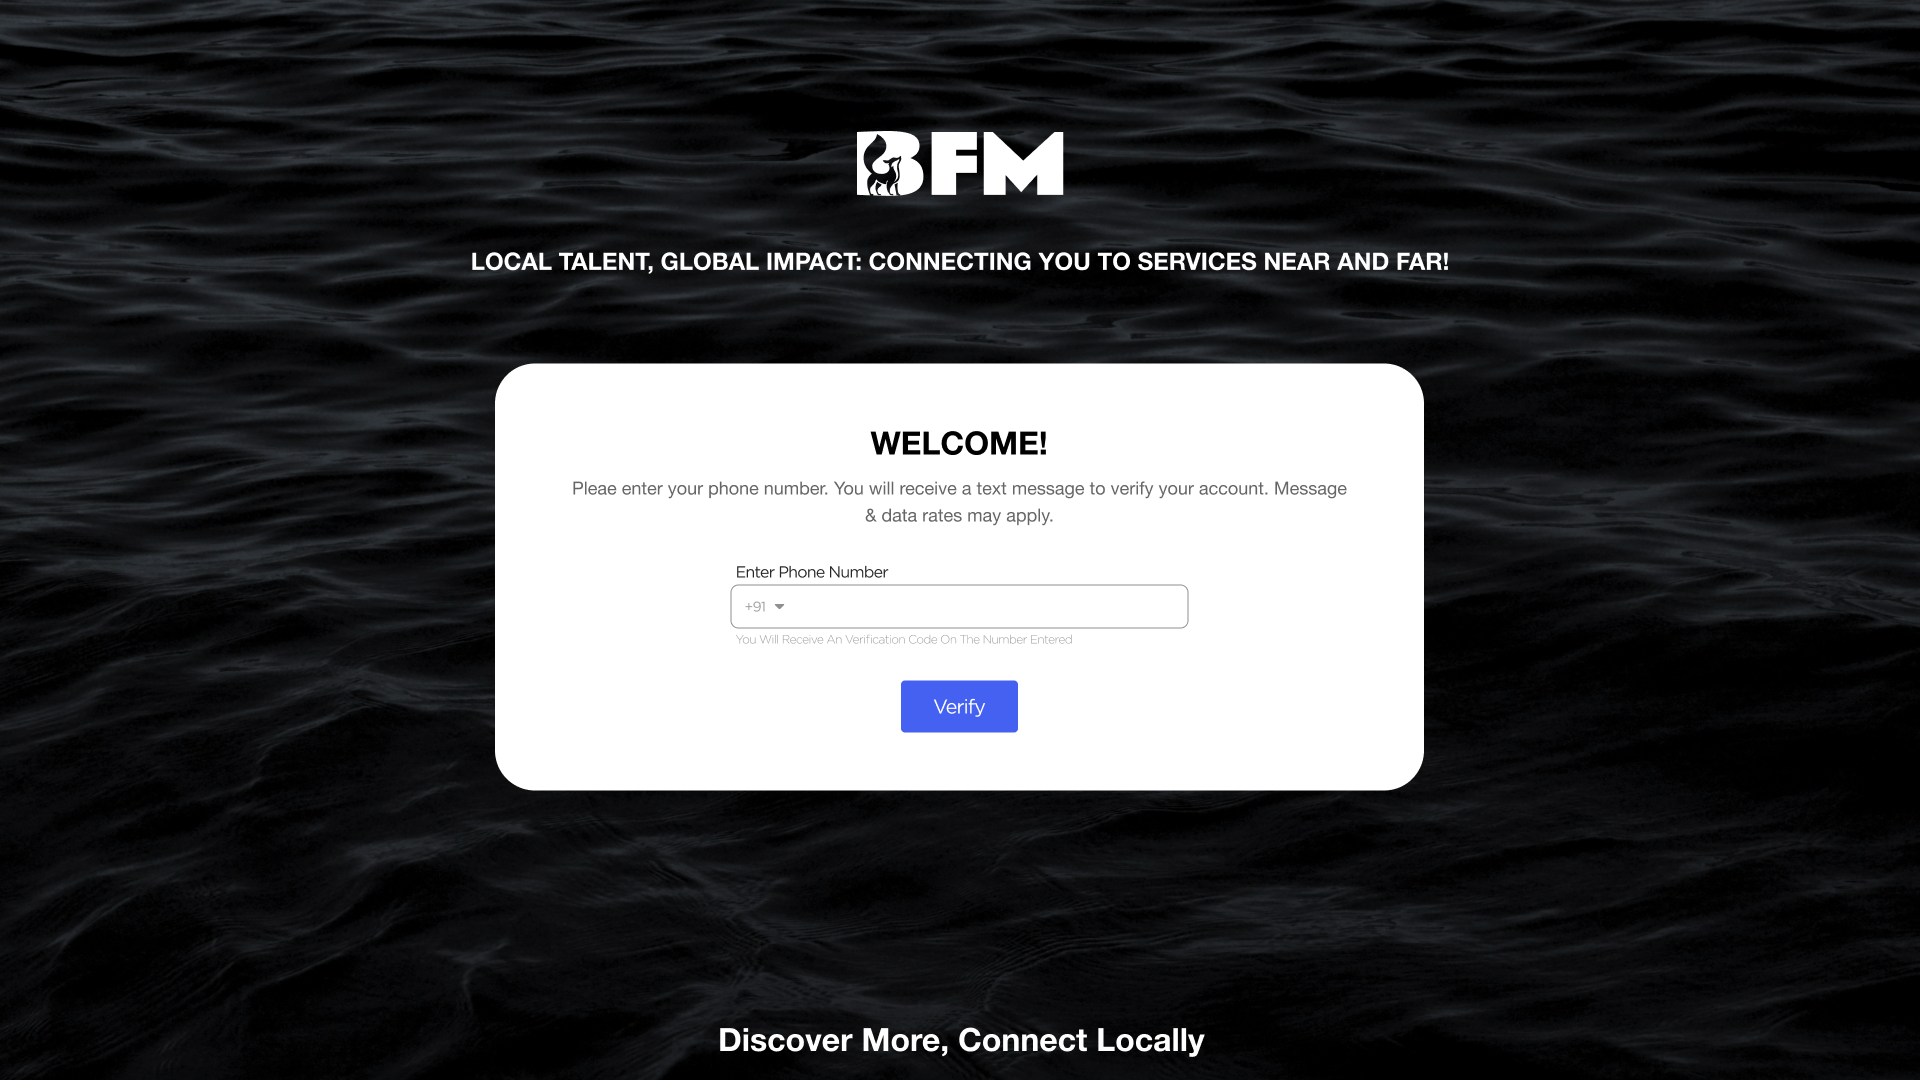 BFM
LOCAL TALENT, GLOBAL IMPACT: CONNECTING YOU TO SERVICES NEAR AND FAR!
WELCOME!
Pleae enter your phone number. You will receive a text message to verify your account. Message
& data rates may apply.
Enter Phone Number
+91
You Will Receive An Verification Code On The Number Entered
Verify
Discover More, Connect Locally